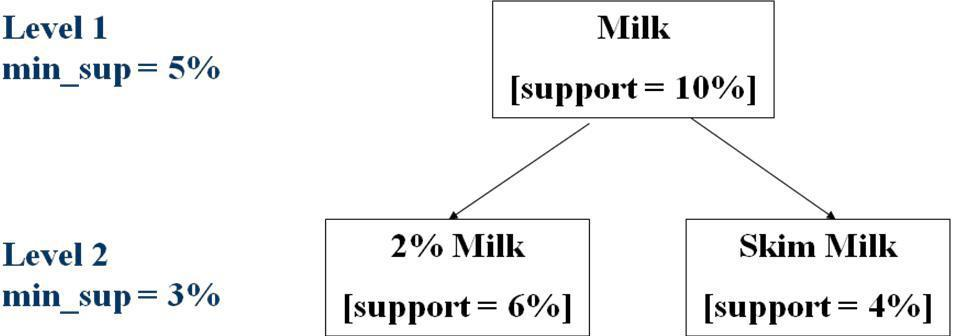 Level 1
min_sup = 5%
Milk
[support = 10%]
Level 2
min_sup = 3%
2% Milk
[support = 6%]
Skim Milk
[support = 4%]